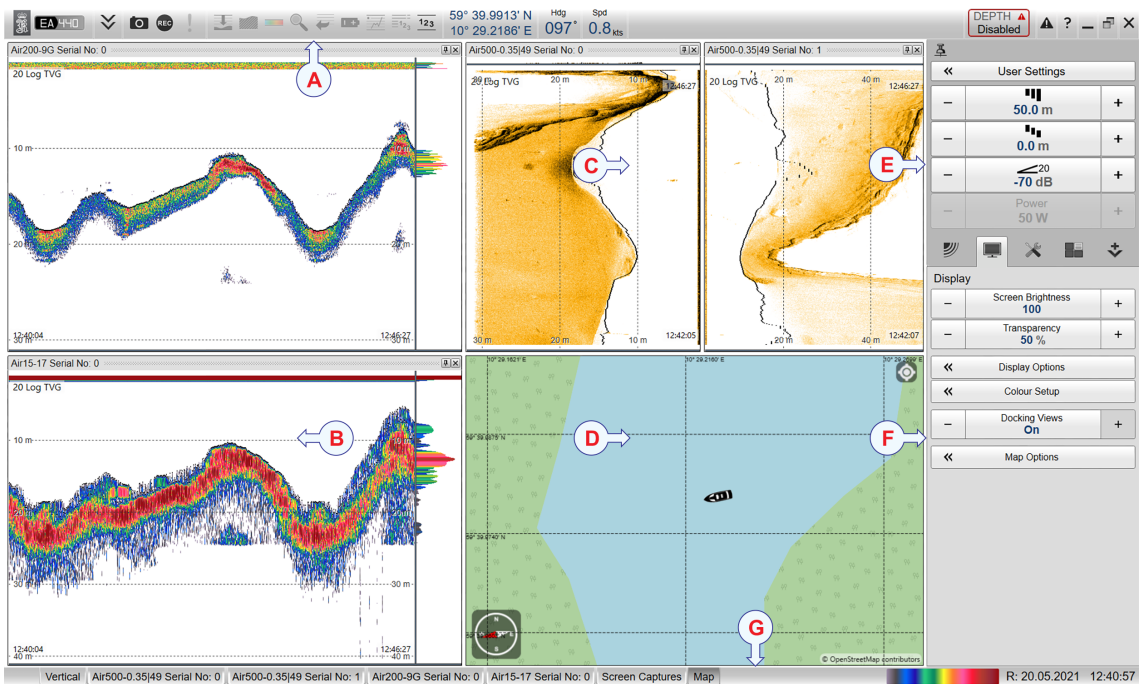 EA 440
REC
!
123
59° 39.9913' N
10° 29.2186' E
Hdg
097°
Spd
0.8 kts
DEPTH
Disabled
?
Air200-9G Serial No: 0
20 Log TVG
10 m
10 m
20 m
20 m
30 m
30 m
12:40:04
12:46:27
A
Air500-0.35|49 Serial No: 0
20 Log TVG
30 m
20 m
10 m
12:46:27
C
30 m
20 m
10 m
12:42:05
Air500-0.35|49 Serial No: 1
20 Log TVG
20 m
40 m
12:46:27
E
20 m
40 m
12:42:07
Air15-17 Serial No: 0
20 Log TVG
10 m
10 m
B
30 m
30 m
12:40:04
12:46:27
40 m
40 m
10° 29.1621' E
10° 29.2160' E
D
F
G
N
S
© OpenStreetMap contributors
User Settings
50.0 m
0.0 m
20
-70 dB
Power
50 W
Display
Screen Brightness
100
Transparency
50 %
Display Options
Colour Setup
Docking Views
On
Map Options
Vertical
Air500-0.35|49 Serial No: 0
Air500-0.35|49 Serial No: 1
Air200-9G Serial No: 0
Air15-17 Serial No: 0
Screen Captures
Map
R: 20.05.2021
12:40:57